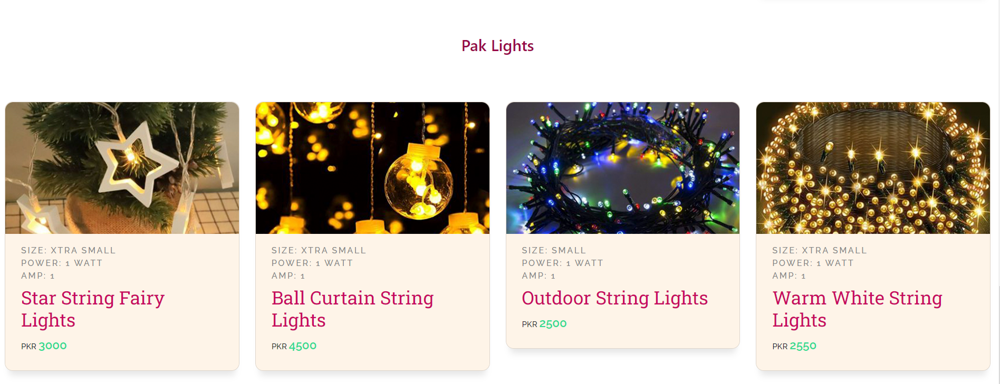 Pak Lights
SIZE: XTRA SMALL
POWER: 1 WATT
AMP: 1
Star String Fairy
Lights
PKR 3000
SIZE: XTRA SMALL
POWER: 1 WATT
AMP: 1
Ball Curtain String
Lights
PKR 4500
SIZE: SMALL
POWER: 1 WATT
AMP: 1
Outdoor String Lights
PKR 2500
SIZE: XTRA SMALL
POWER: 1 WATT
AMP: 1
Warm White String
Lights
PKR 2550